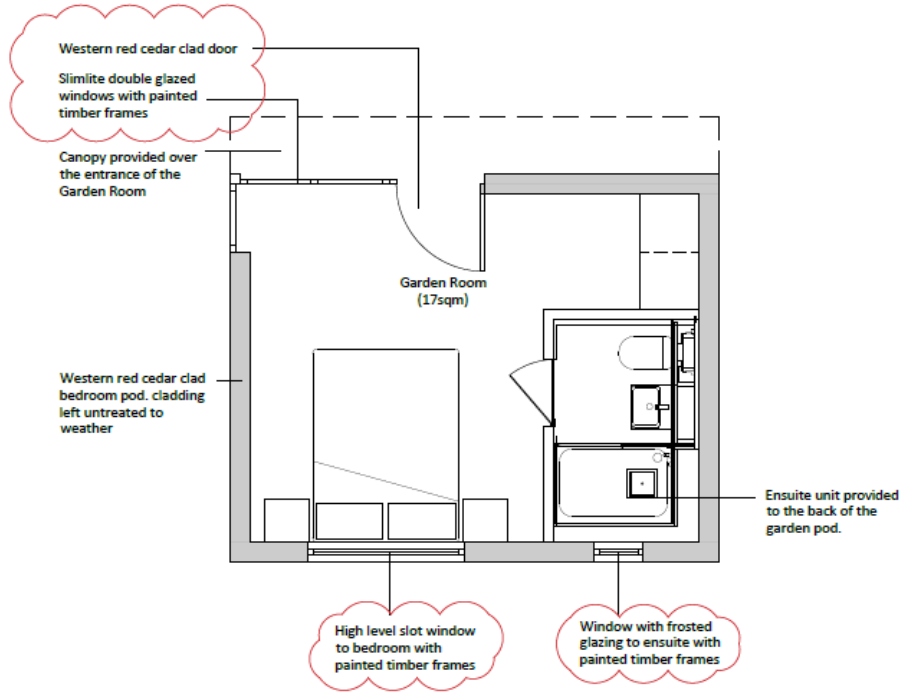 Western red cedar clad door
Slimlite double glazed
windows with painted
timber frames
Canopy provided over
the entrance of the
Garden Room
Garden Room
(17sqm)
Western red cedar clad
bedroom pod. cladding
left untreated to
weather
Ensuite unit provided
to the back of the
garden pod.
High level slot window
to bedroom with
painted timber frames
Window with frosted
glazing to ensuite with
painted timber frames